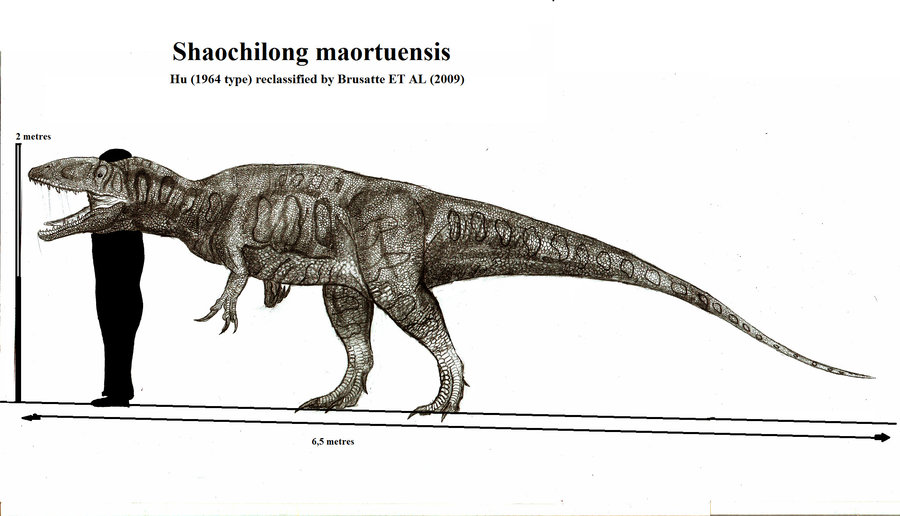 Shaochilong maortuensis
Hu (1964 type) reclassified by Brusatte ET AL (2009)
2 metres
6,5 metres